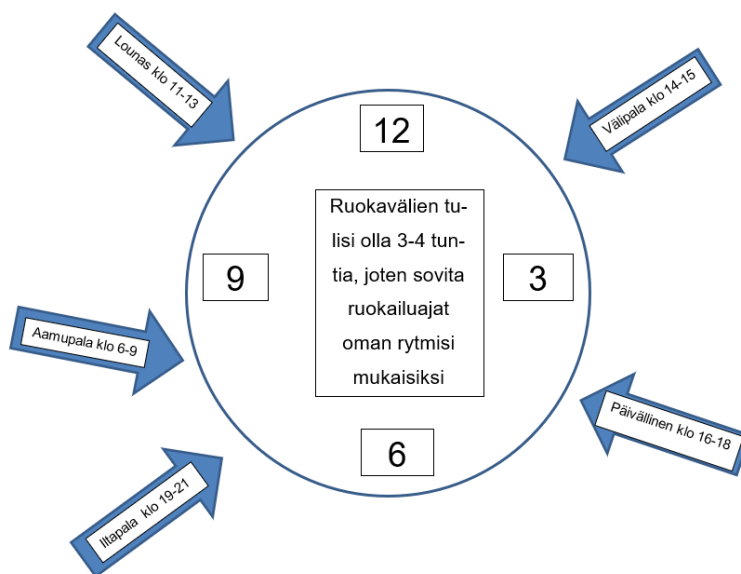 Lounas klo 11-13
Välipala klo 14-15
12
Ruokavälien tu-
lisi olla 3-4 tun-
tia, joten sovita
ruokailuajat
oman rytmisi
mukaisiksi
9
3
Aamupala klo 6-9
Päivällinen klo 16-18
6
Iltapala klo 19-21